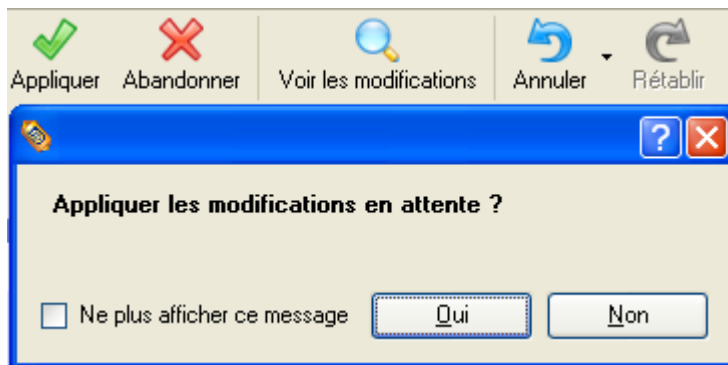 Appliquer Abandonner Voir les modifications Annuler Rétablir
?
Appliquer les modifications en attente ?
Ne plus afficher ce message Oui Non